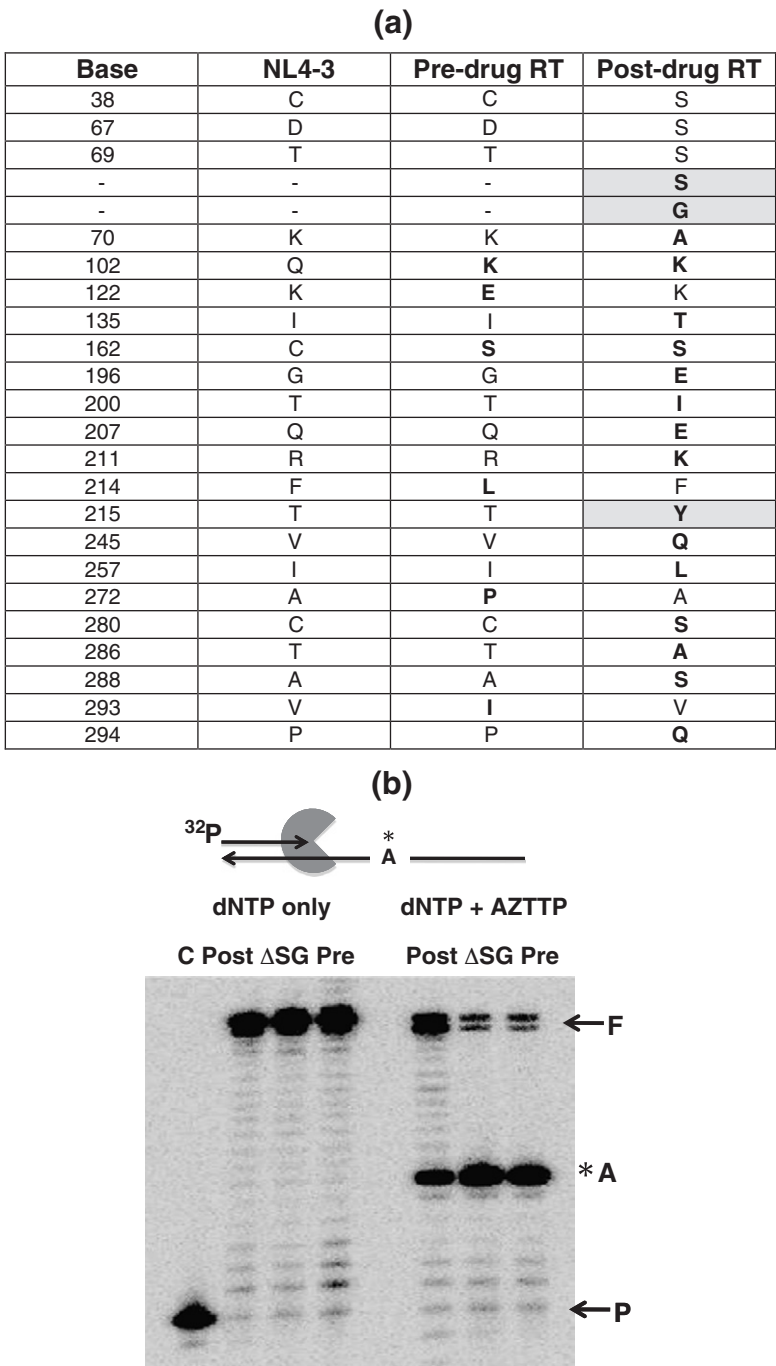 (a)
Base NL4-3 Pre-drug RT Post-drug RT
38 C C S
67 D D S
69 T T S
- - - S
- - - G
70 K K A
102 Q K K
122 K E K
135 I I T
162 C S S
196 G G E
200 T T I
207 Q Q E
211 R R K
214 F L F
215 T T Y
245 V V Q
257 I I L
272 A P A
280 C C S
286 T T A
288 A A S
293 V I V
294 P P Q
(b)
³²P
*
A
dNTP only dNTP + AZTTP
C Post ΔSG Pre Post ΔSG Pre
F
*A
P